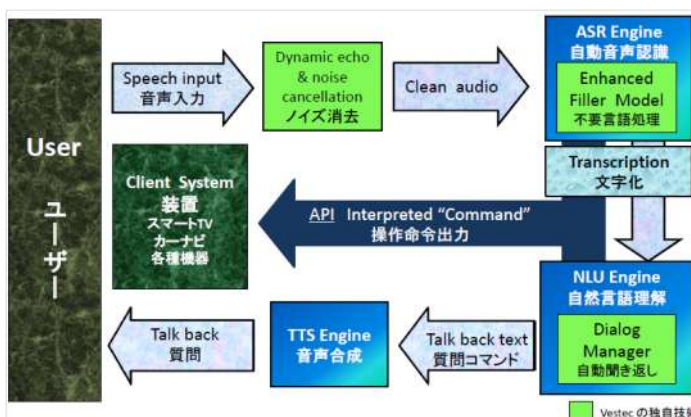 User
ユーザー
Speech input
音声入力
Dynamic echo
& noise
cancellation
ノイズ消去
Clean audio
ASR Engine
自動音声認識
Enhanced
Filler Model
不要言語処理
Transcription
文字化
Client System
装置
スマートTV
カーナビ
各種機器
API Interpreted “Command”
操作命令出力
NLU Engine
自然言語理解
Dialog
Manager
自動聞き返し
Talk back text
質問コマンド
TTS Engine
音声合成
Talk back
質問
Vestec の独自技術